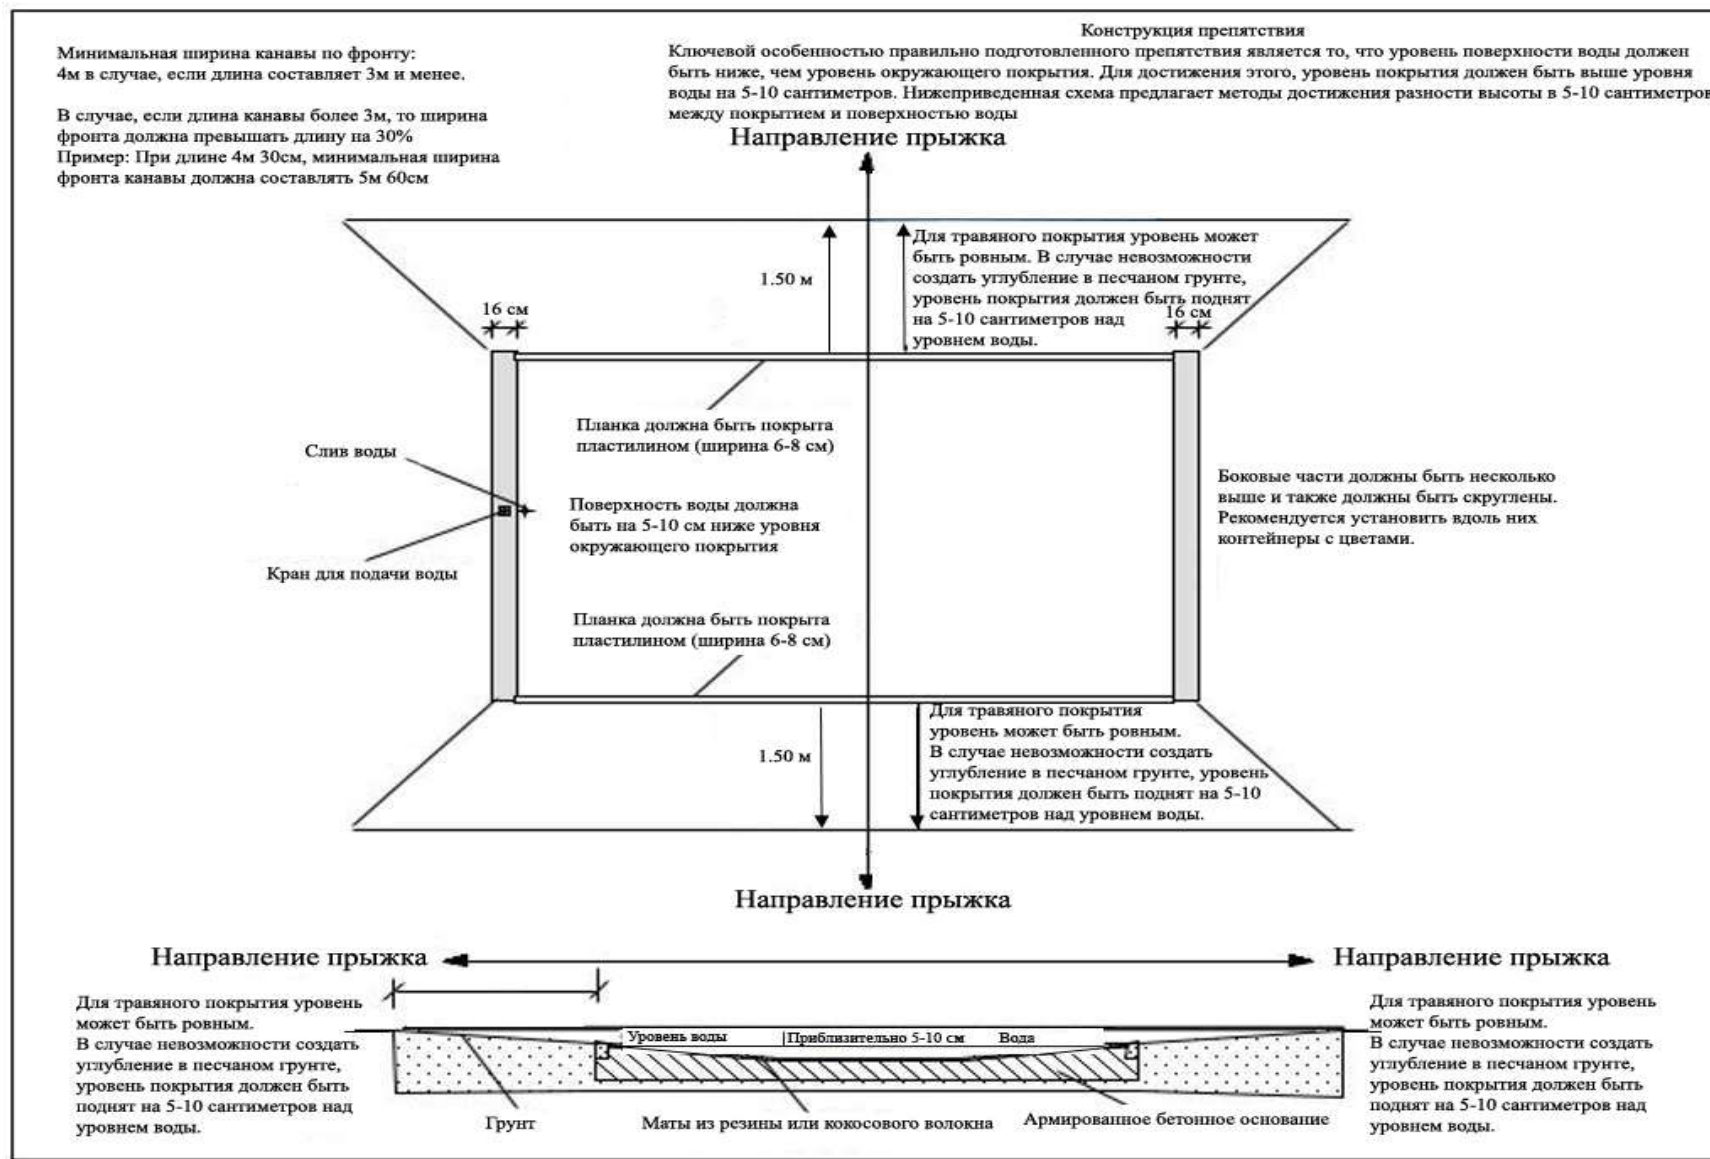 Минимальная ширина канавы по фронту:
4м в случае, если длина составляет 3м и менее.
В случае, если длина канавы более 3м, то ширина
фронта должна превышать длину на 30%
Пример: При длине 4м 30см, минимальная ширина
фронта канавы должна составлять 5м 60см
Конструкция препятствия
Ключевой особенностью правильно подготовленного препятствия является то, что уровень поверхности воды должен
быть ниже, чем уровень окружающего покрытия. Для достижения этого, уровень покрытия должен быть выше уровня
воды на 5-10 сантиметров. Нижеприведенная схема предлагает методы достижения разности высоты в 5-10 сантиметров
между покрытием и поверхностью воды
Направление прыжка
Для травяного покрытия уровень может
быть ровным. В случае невозможности
создать углубление в песчаном грунте,
уровень покрытия должен быть поднят
на 5-10 сантиметров над
уровнем воды.
1.50 м
16 см
16 см
Планка должна быть покрыта
пластилином (ширина 6-8 см)
Слив воды
Поверхность воды должна
быть на 5-10 см ниже уровня
окружающего покрытия
Кран для подачи воды
Боковые части должны быть несколько
выше и также должны быть скруглены.
Рекомендуется установить вдоль них
контейнеры с цветами.
Планка должна быть покрыта
пластилином (ширина 6-8 см)
1.50 м
Для травяного покрытия
уровень может быть ровным.
В случае невозможности создать
углубление в песчаном грунте, уровень
покрытия должен быть поднят на 5-10
сантиметров над уровнем воды.
Направление прыжка
Направление прыжка
Направление прыжка
Для травяного покрытия уровень
может быть ровным.
В случае невозможности создать
углубление в песчаном грунте,
уровень покрытия должен быть
поднят на 5-10 сантиметров над
уровнем воды.
Уровень воды
Приблизительно 5-10 см
Вода
Грунт
Маты из резины или кокосового волокна
Армированное бетонное основание
Для травяного покрытия уровень
может быть ровным.
В случае невозможности создать
углубление в песчаном грунте,
уровень покрытия должен быть
поднят на 5-10 сантиметров над
уровнем воды.